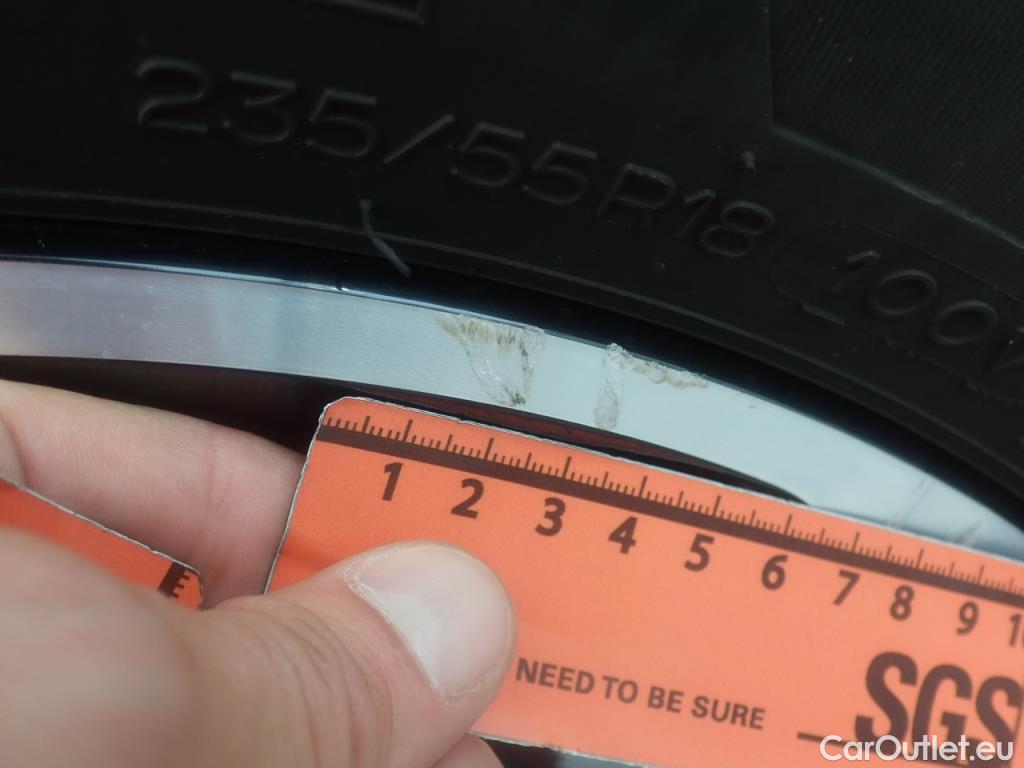 235/55R18 100V
1 2 3 4 5 6 7 8 9
NEED TO BE SURE
SGS
CarOutlet.eu